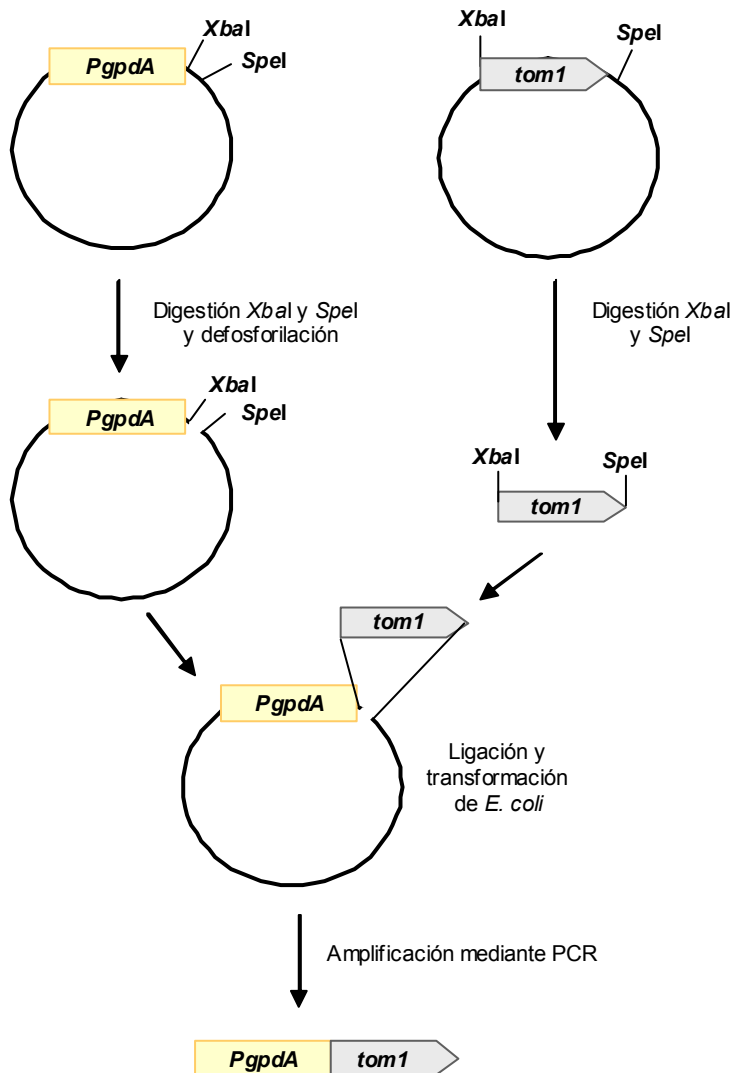 XbaI
SpeI
PgpdA
XbaI
SpeI
tom1
Digestión XbaI y SpeI
y defosforilación
Digestión XbaI
y SpeI
XbaI
SpeI
PgpdA
XbaI
SpeI
tom1
tom1
PgpdA
Ligación y
transformación
de E. coli
Amplificación mediante PCR
PgpdA
tom1